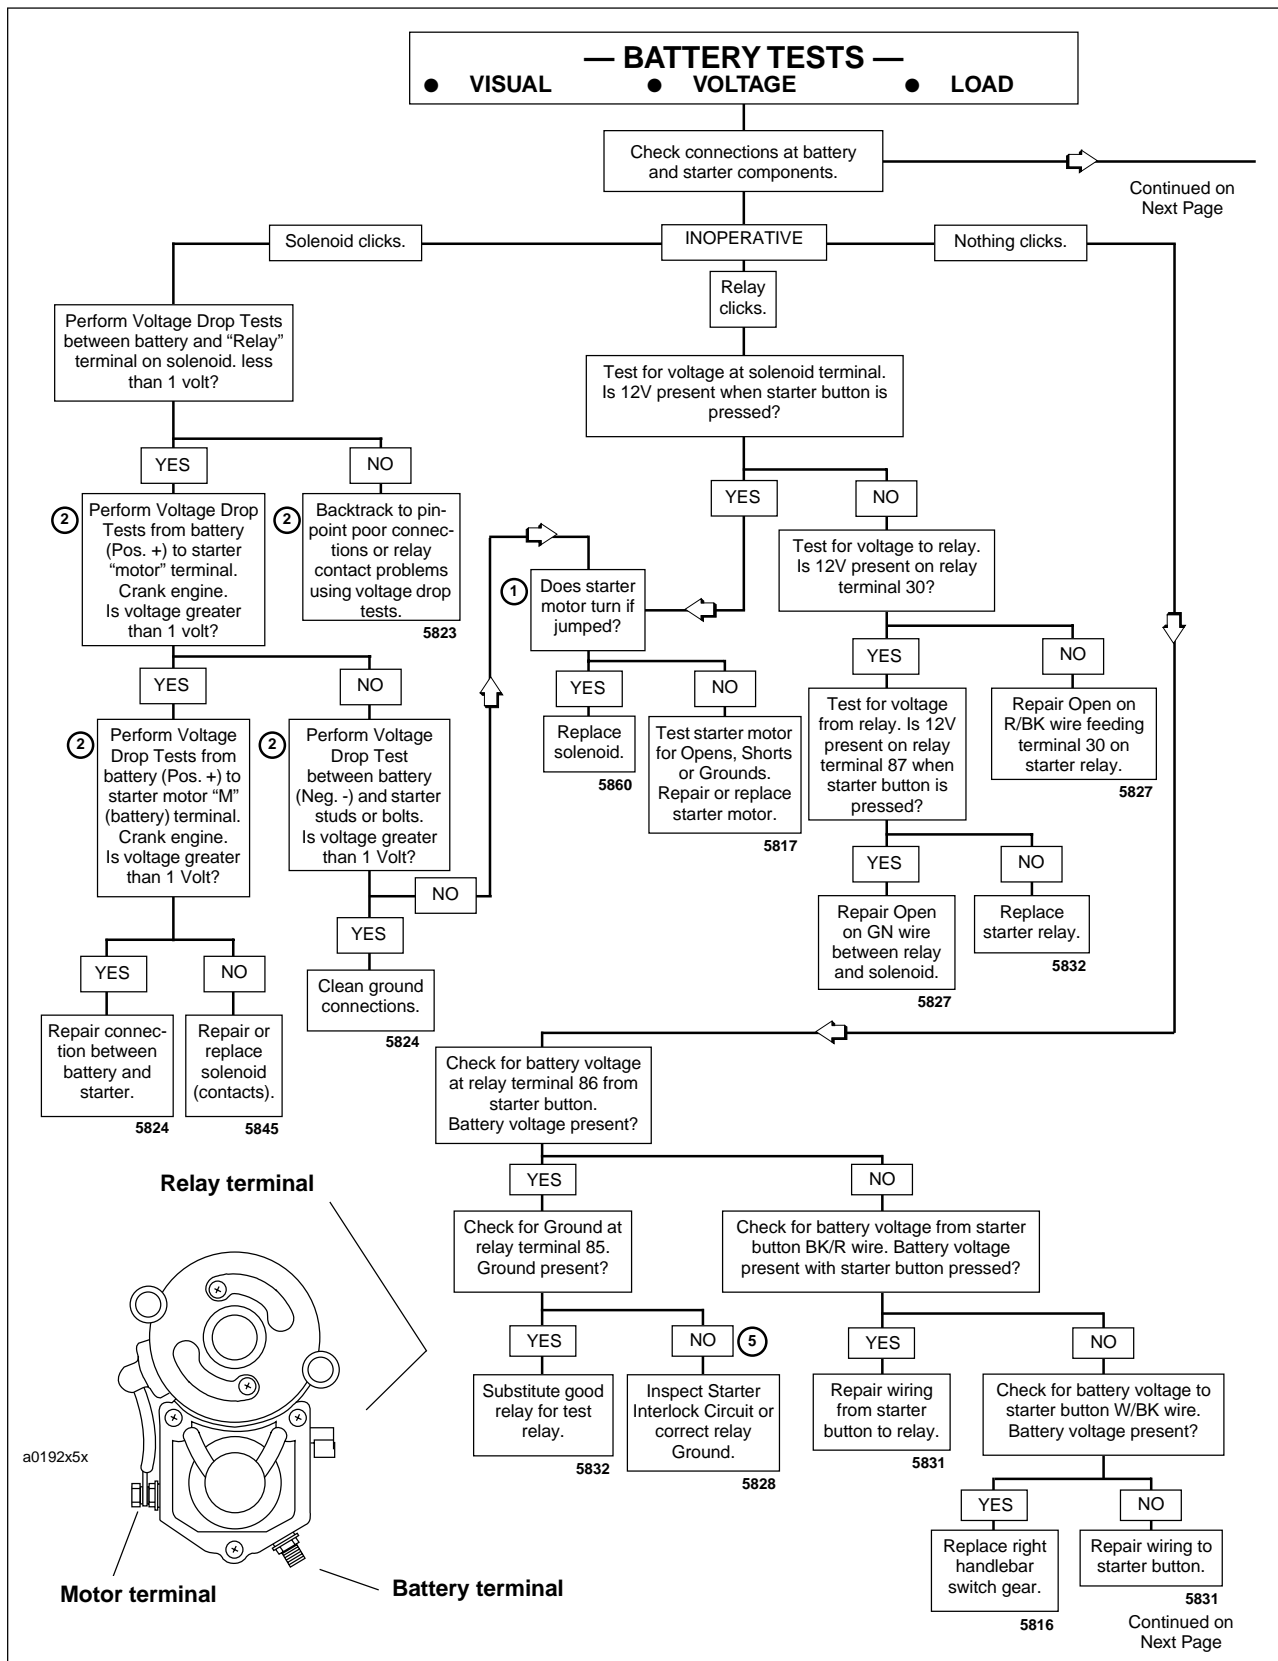 — BATTERY TESTS —
● VISUAL ● VOLTAGE ● LOAD
Check connections at battery
and starter components.
Continued on
Next Page
Solenoid clicks.
INOPERATIVE
Nothing clicks.
Relay
clicks.
Perform Voltage Drop Tests
between battery and “Relay”
terminal on solenoid. less
than 1 volt?
Test for voltage at solenoid terminal.
Is 12V present when starter button is
pressed?
YES
NO
YES
NO
2
Perform Voltage Drop
Tests from battery
(Pos. +) to starter
“motor” terminal.
Crank engine.
Is voltage greater
than 1 volt?
2
Backtrack to pin-
point poor connec-
tions or relay
contact problems
using voltage drop
tests.
5823
1
Does starter
motor turn if
jumped?
Test for voltage to relay.
Is 12V present on relay
terminal 30?
YES
NO
YES
NO
YES
NO
2
Perform Voltage
Drop Tests from
battery (Pos. +) to
starter motor “M”
(battery) terminal.
Crank engine.
Is voltage greater
than 1 Volt?
2
Perform Voltage
Drop Test
between battery
(Neg. -) and starter
studs or bolts.
Is voltage greater
than 1 Volt?
Replace
solenoid.
5860
Test starter motor
for Opens, Shorts
or Grounds.
Repair or replace
starter motor.
5817
Test for voltage
from relay. Is 12V
present on relay
terminal 87 when
starter button is
pressed?
Repair Open on
R/BK wire feeding
terminal 30 on
starter relay.
5827
NO
YES
YES
NO
YES
NO
Repair Open
on GN wire
between relay
and solenoid.
5827
Replace
starter relay.
5832
Clean ground
connections.
5824
Repair connec-
tion between
battery and
starter.
5824
Repair or
replace
solenoid
(contacts).
5845
Check for battery voltage
at relay terminal 86 from
starter button.
Battery voltage present?
YES
NO
Check for Ground at
relay terminal 85.
Ground present?
Check for battery voltage from starter
button BK/R wire. Battery voltage
present with starter button pressed?
YES
NO
5
YES
NO
Substitute good
relay for test
relay.
5832
Inspect Starter
Interlock Circuit or
correct relay
Ground.
5828
Repair wiring
from starter
button to relay.
5831
Check for battery voltage to
starter button W/BK wire.
Battery voltage present?
YES
NO
Replace right
handlebar
switch gear.
5816
Repair wiring to
starter button.
5831
Continued on
Next Page
Relay terminal
a0192x5x
Motor terminal
Battery terminal